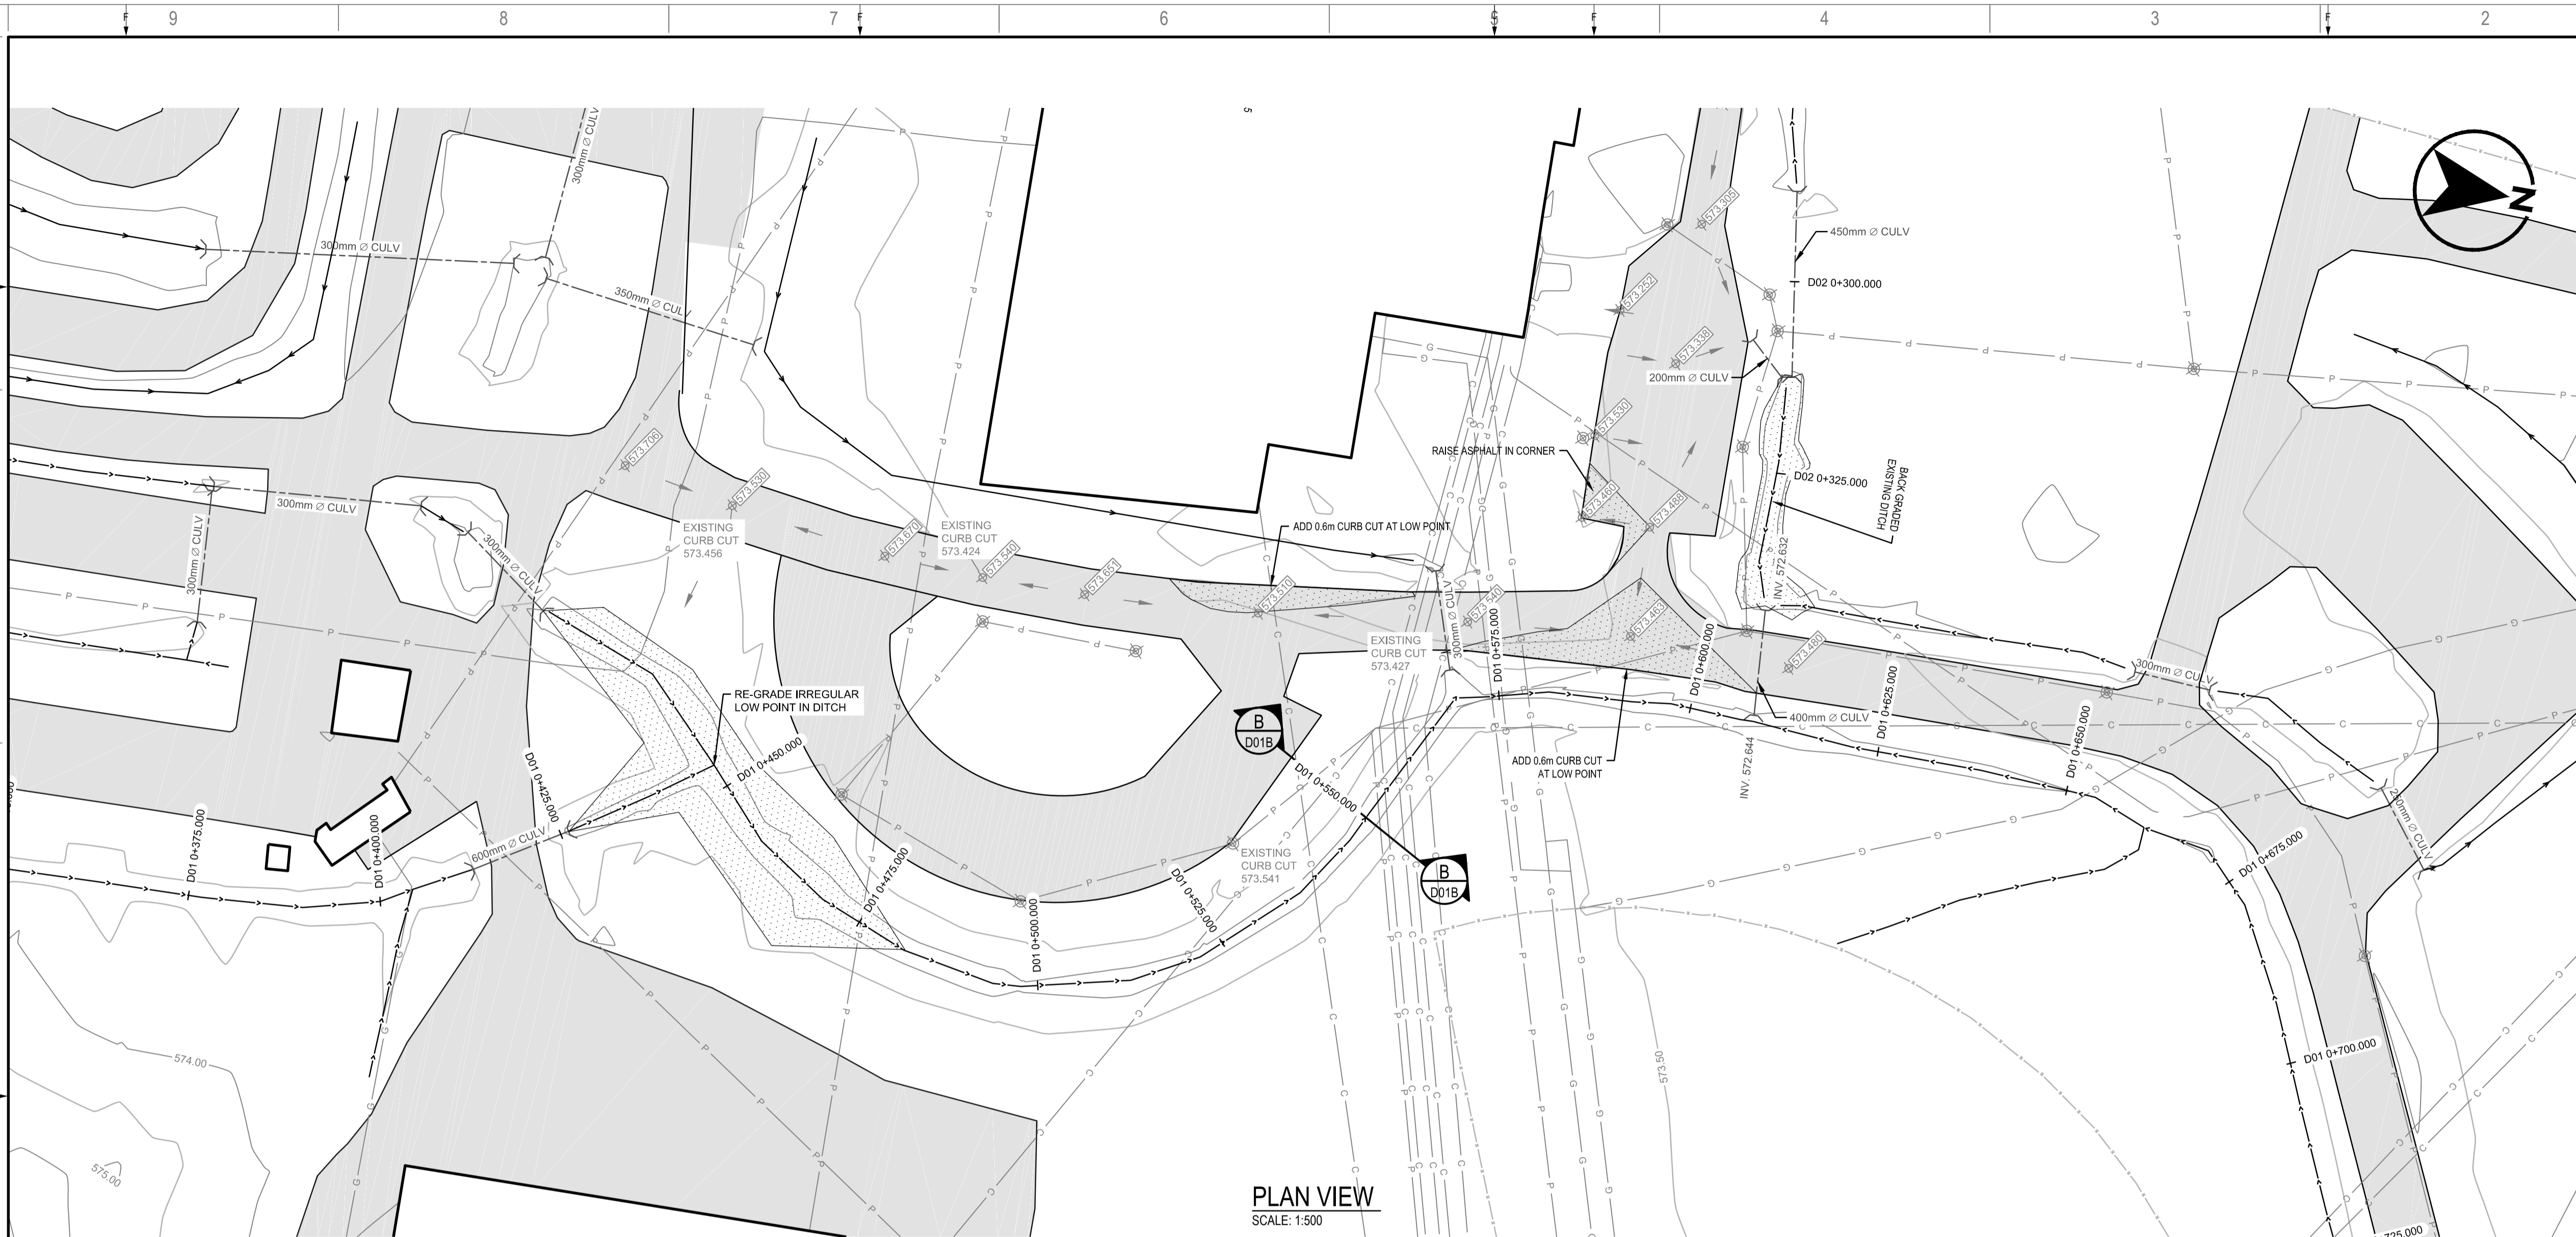 9 8 7 6 5 4 3 2
F F F F F
N
300mm Ø CULV
300mm Ø CULV
350mm Ø CULV
573.305
450mm Ø CULV
D02 0+300.000
573.252
573.338
200mm Ø CULV
573.530
RAISE ASPHALT IN CORNER
573.706
573.530
D02 0+325.000
BACK GRADED
EXISTING DITCH
573.460
573.488
300mm Ø CULV
300mm Ø CULV
300mm Ø CULV
EXISTING
CURB CUT
573.456
573.670
EXISTING
CURB CUT
573.424
573.540
573.651
ADD 0.6m CURB CUT AT LOW POINT
573.510
INV. 572.632
573.540
573.463
300mm Ø CULV
D01 0+575.000
EXISTING
CURB CUT
573.427
D01 0+600.000
573.480
300mm Ø CULV
RE-GRADE IRREGULAR
LOW POINT IN DITCH
B
D01B
400mm Ø CULV
D01 0+625.000
D01 0+650.000
D01 0+450.000
D01 0+425.000
D01 0+550.000
ADD 0.6m CURB CUT
AT LOW POINT
INV. 572.644
250mm Ø CULV
D01 0+375.000
D01 0+400.000
600mm Ø CULV
D01 0+475.000
EXISTING
CURB CUT
573.541
B
D01B
D01 0+525.000
D01 0+675.000
D01 0+500.000
574.00
573.50
D01 0+700.000
575.00
PLAN VIEW
SCALE: 1:500
725.000